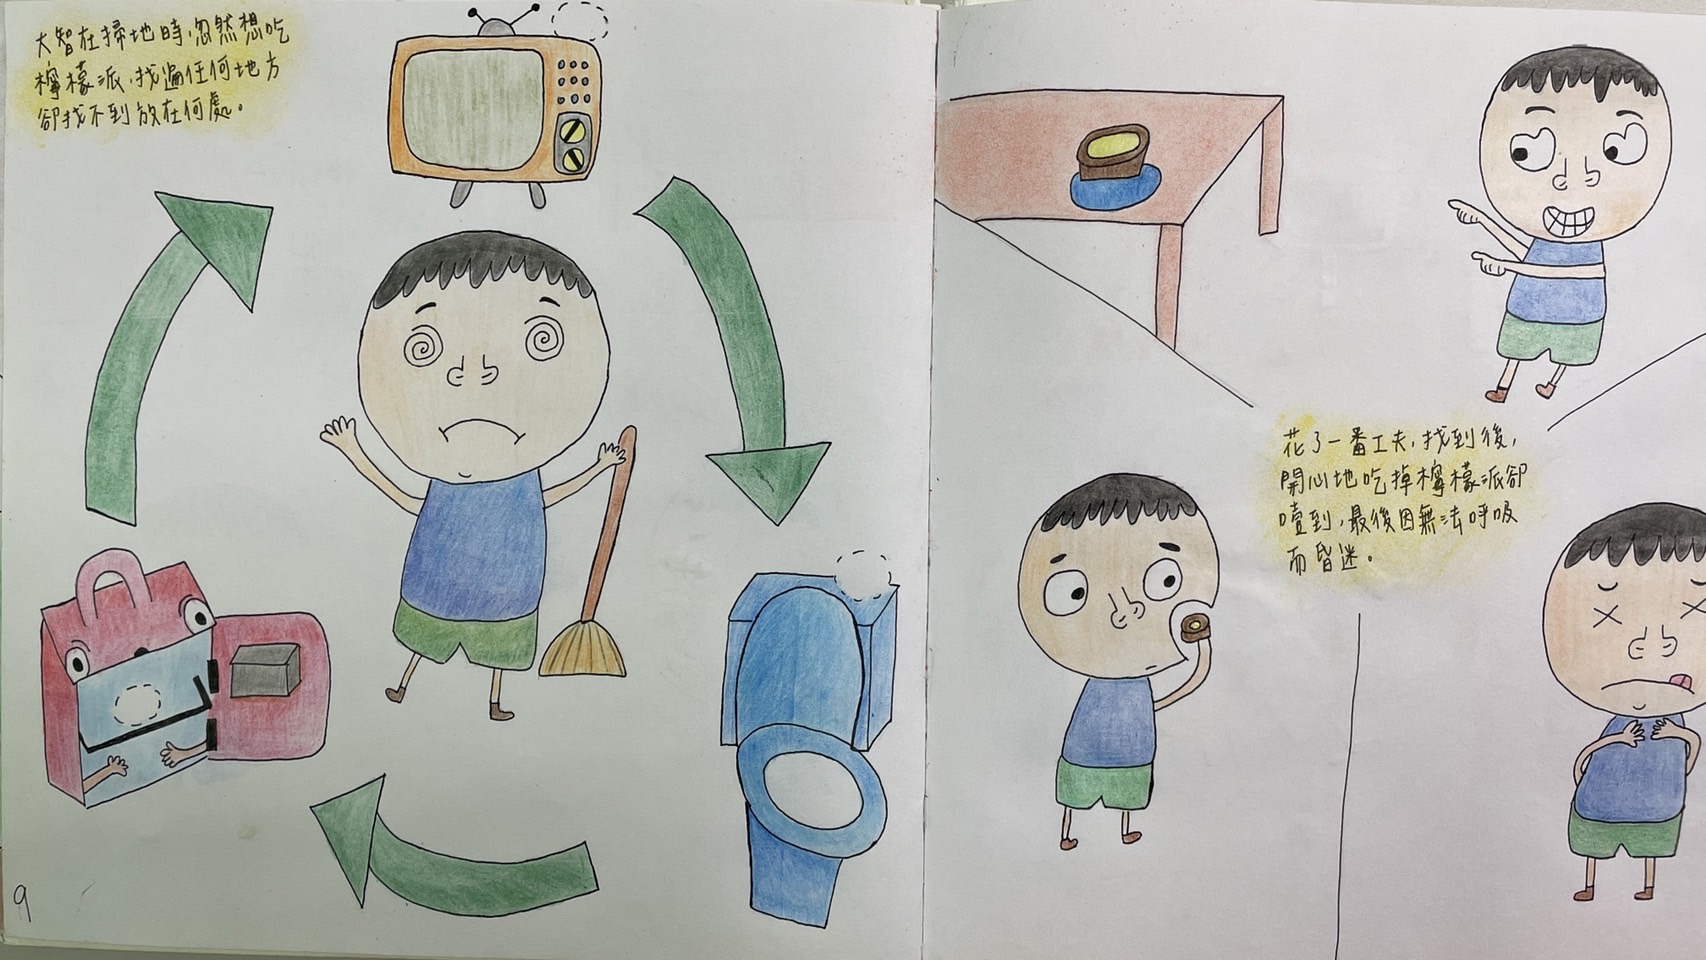 大智在掃地時,忽然想吃
檸檬派,找遍任何地方
卻找不到放在何處。
花了一番工夫,找到後,
開心地吃掉檸檬派卻
噎到,最後因無法呼吸
而昏迷。
9